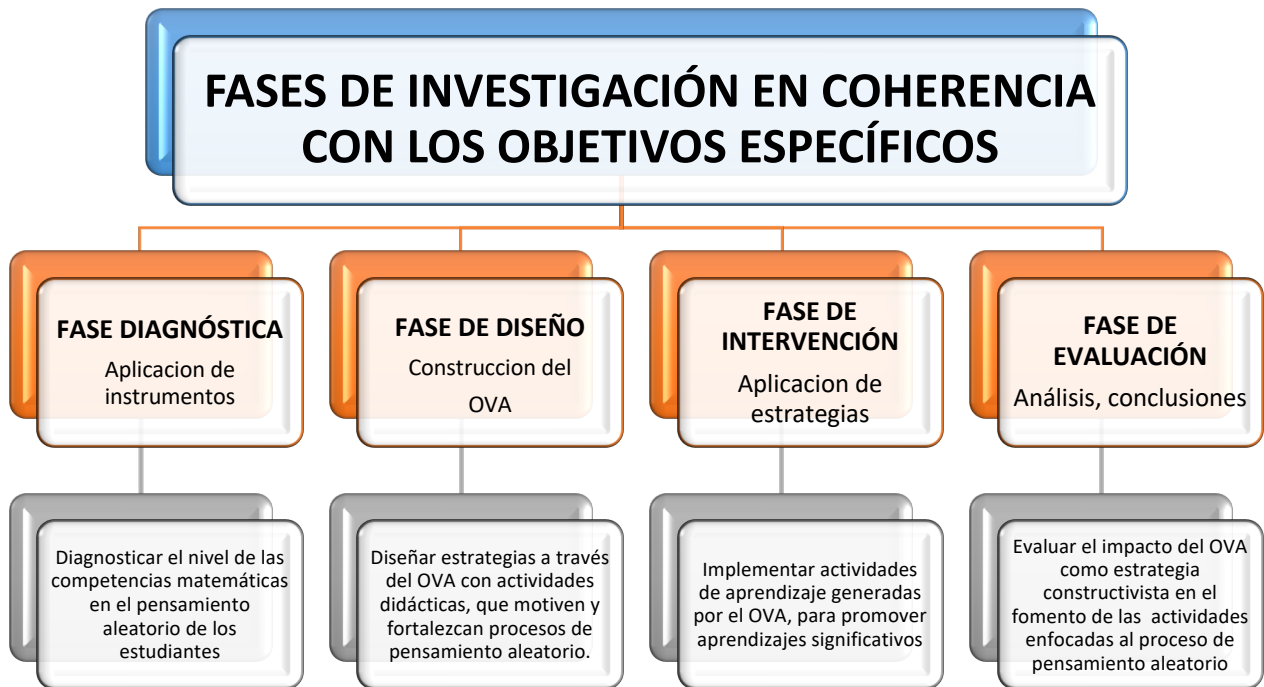 FASES DE INVESTIGACIÓN EN COHERENCIA
CON LOS OBJETIVOS ESPECÍFICOS
FASE DIAGNÓSTICA
Aplicacion de
instrumentos
FASE DE DISEÑO
Construccion del
OVA
FASE DE
INTERVENCIÓN
Aplicacion de
estrategias
FASE DE
EVALUACIÓN
Análisis, conclusiones
Diagnosticar el nivel de las
competencias matemáticas
en el pensamiento
aleatorio de los
estudiantes
Diseñar estrategias a través
del OVA con actividades
didácticas, que motiven y
fortalezcan procesos de
pensamiento aleatorio.
Implementar actividades
de aprendizaje generadas
por el OVA, para promover
aprendizajes significativos
Evaluar el impacto del OVA
como estrategia
constructivista en el
fomento de las actividades
enfocadas al proceso de
pensamiento aleatorio